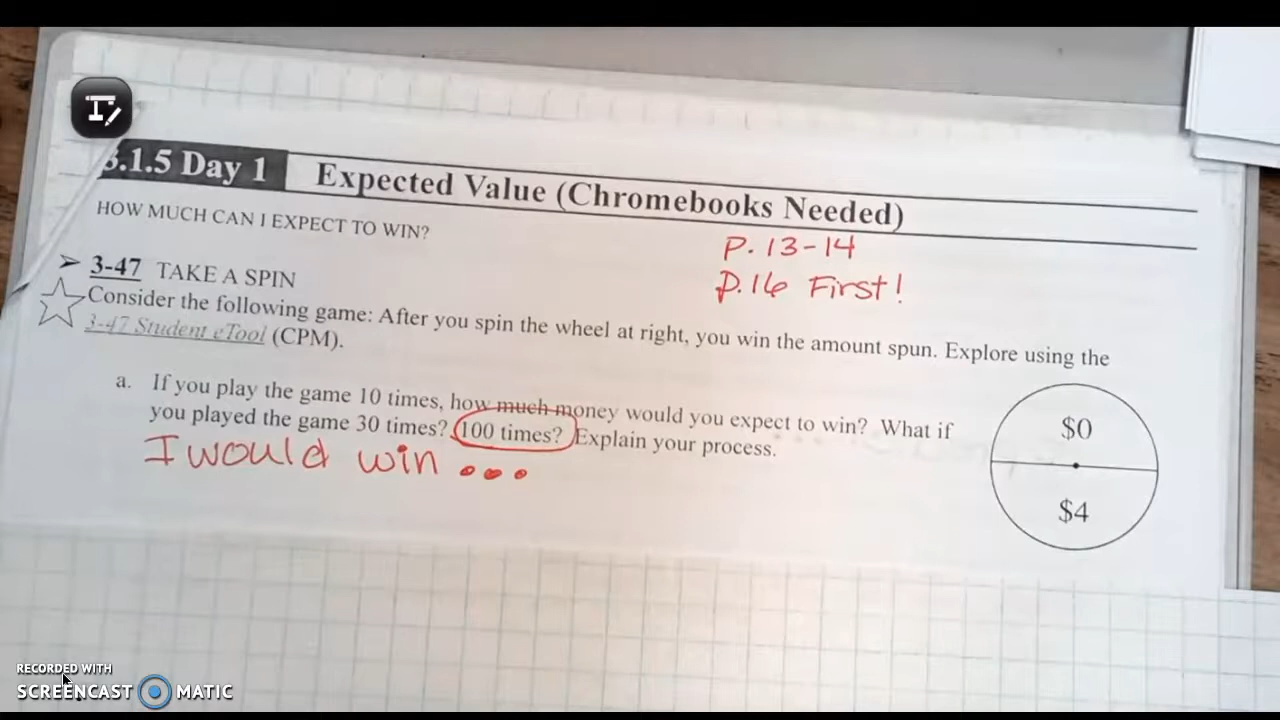 3.1.5 Day 1 Expected Value (Chromebooks Needed)
HOW MUCH CAN I EXPECT TO WIN?
P. 13-14
P.16 First!
➢ 3-47 TAKE A SPIN
Consider the following game: After you spin the wheel at right, you win the amount spun. Explore using the
3-47 Student eTool (CPM).
a. If you play the game 10 times, how much money would you expect to win? What if
you played the game 30 times? 100 times? Explain your process.
I would win ...
$0
$4
RECORDED WITH
SCREENCAST MATIC